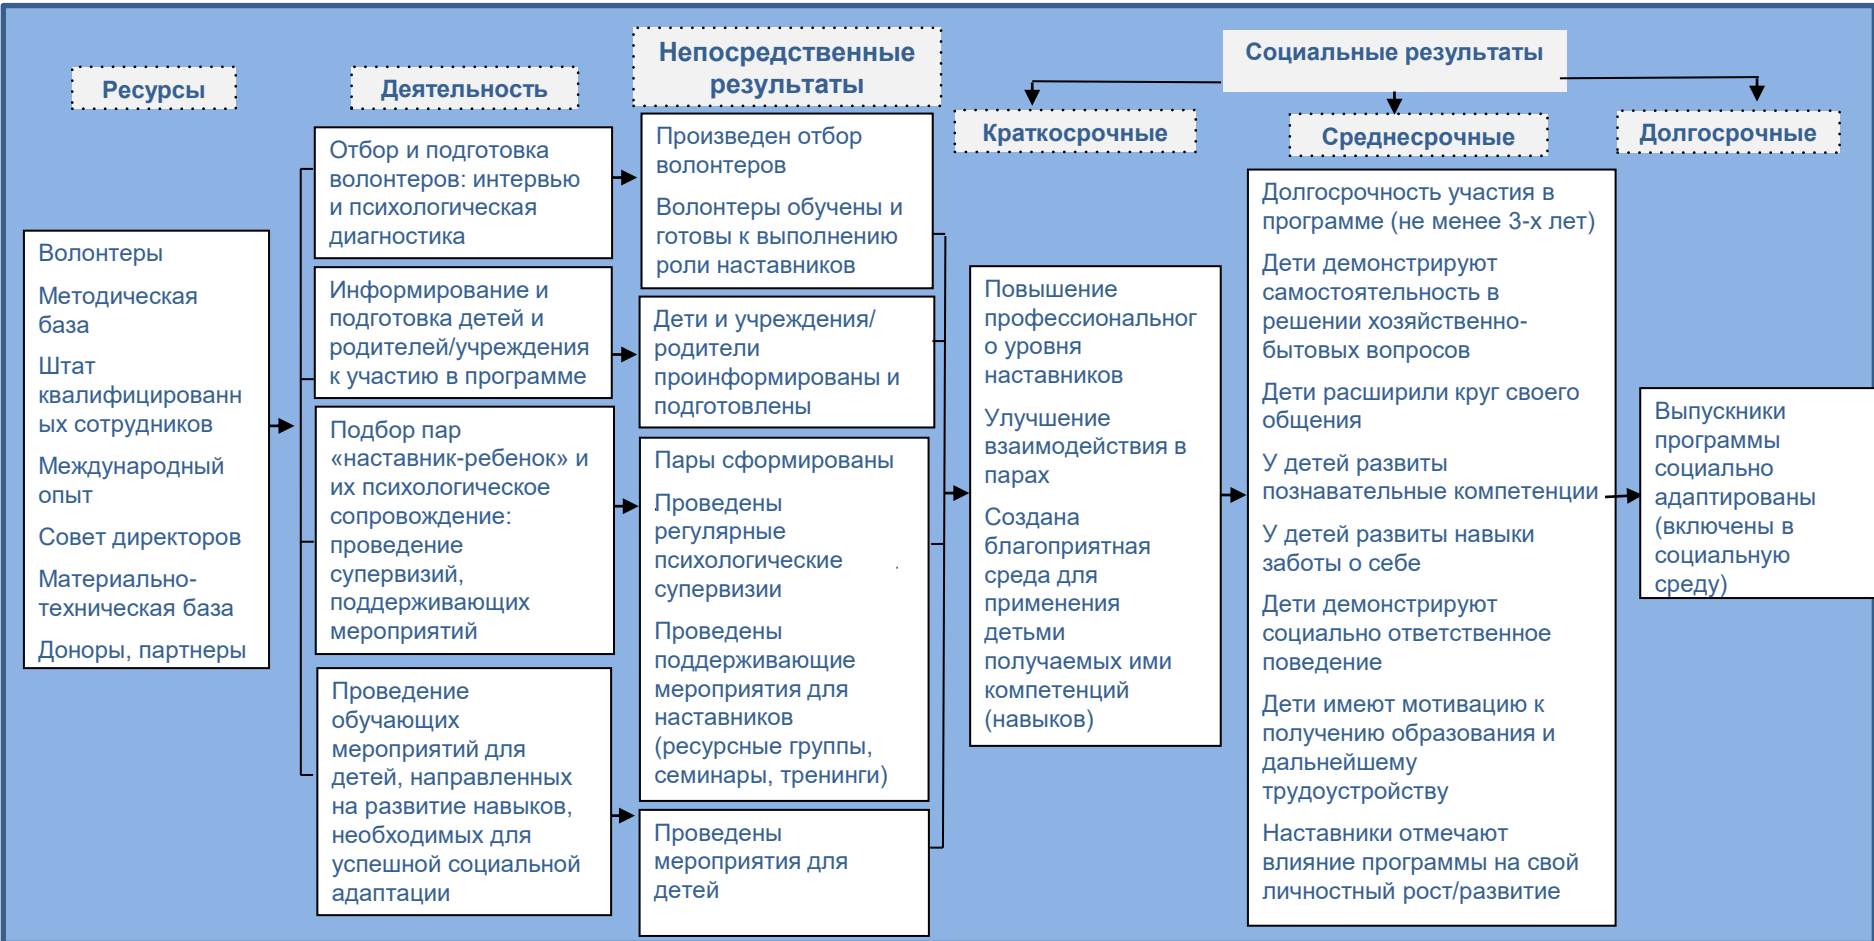 Ресурсы
Деятельность
Непосредственные
результаты
Социальные результаты
Краткосрочные
Среднесрочные
Долгосрочные
Волонтеры
Методическая
база
Штат
квалифицированн
ых сотрудников
Международный
опыт
Совет директоров
Материально-
техническая база
Доноры, партнеры
Отбор и подготовка
волонтеров: интервью
и психологическая
диагностика
Информирование и
подготовка детей и
родителей/учреждения
к участию в программе
Подбор пар
«наставник-ребенок» и
их психологическое
сопровождение:
проведение
супервизий,
поддерживающих
мероприятий
Проведение
обучающих
мероприятий для
детей, направленных
на развитие навыков,
необходимых для
успешной социальной
адаптации
Произведен отбор
волонтеров
Волонтеры обучены и
готовы к выполнению
роли наставников
Дети и учреждения/
родители
проинформированы и
подготовлены
Пары сформированы
Проведены
регулярные
психологические
супервизии
Проведены
поддерживающие
мероприятия для
наставников
(ресурсные группы,
семинары, тренинги)
Проведены
мероприятия для
детей
Повышение
профессиональног
о уровня
наставников
Улучшение
взаимодействия в
парах
Создана
благоприятная
среда для
применения
детьми
получаемых ими
компетенций
(навыков)
Долгосрочность участия в
программе (не менее 3-х лет)
Дети демонстрируют
самостоятельность в
решении хозяйственно-
бытовых вопросов
Дети расширили круг своего
общения
У детей развиты
познавательные компетенции
У детей развиты навыки
заботы о себе
Дети демонстрируют
социально ответственное
поведение
Дети имеют мотивацию к
получению образования и
дальнейшему
трудоустройству
Наставники отмечают
влияние программы на свой
личностный рост/развитие
Выпускники
программы
социально
адаптированы
(включены в
социальную
среду)